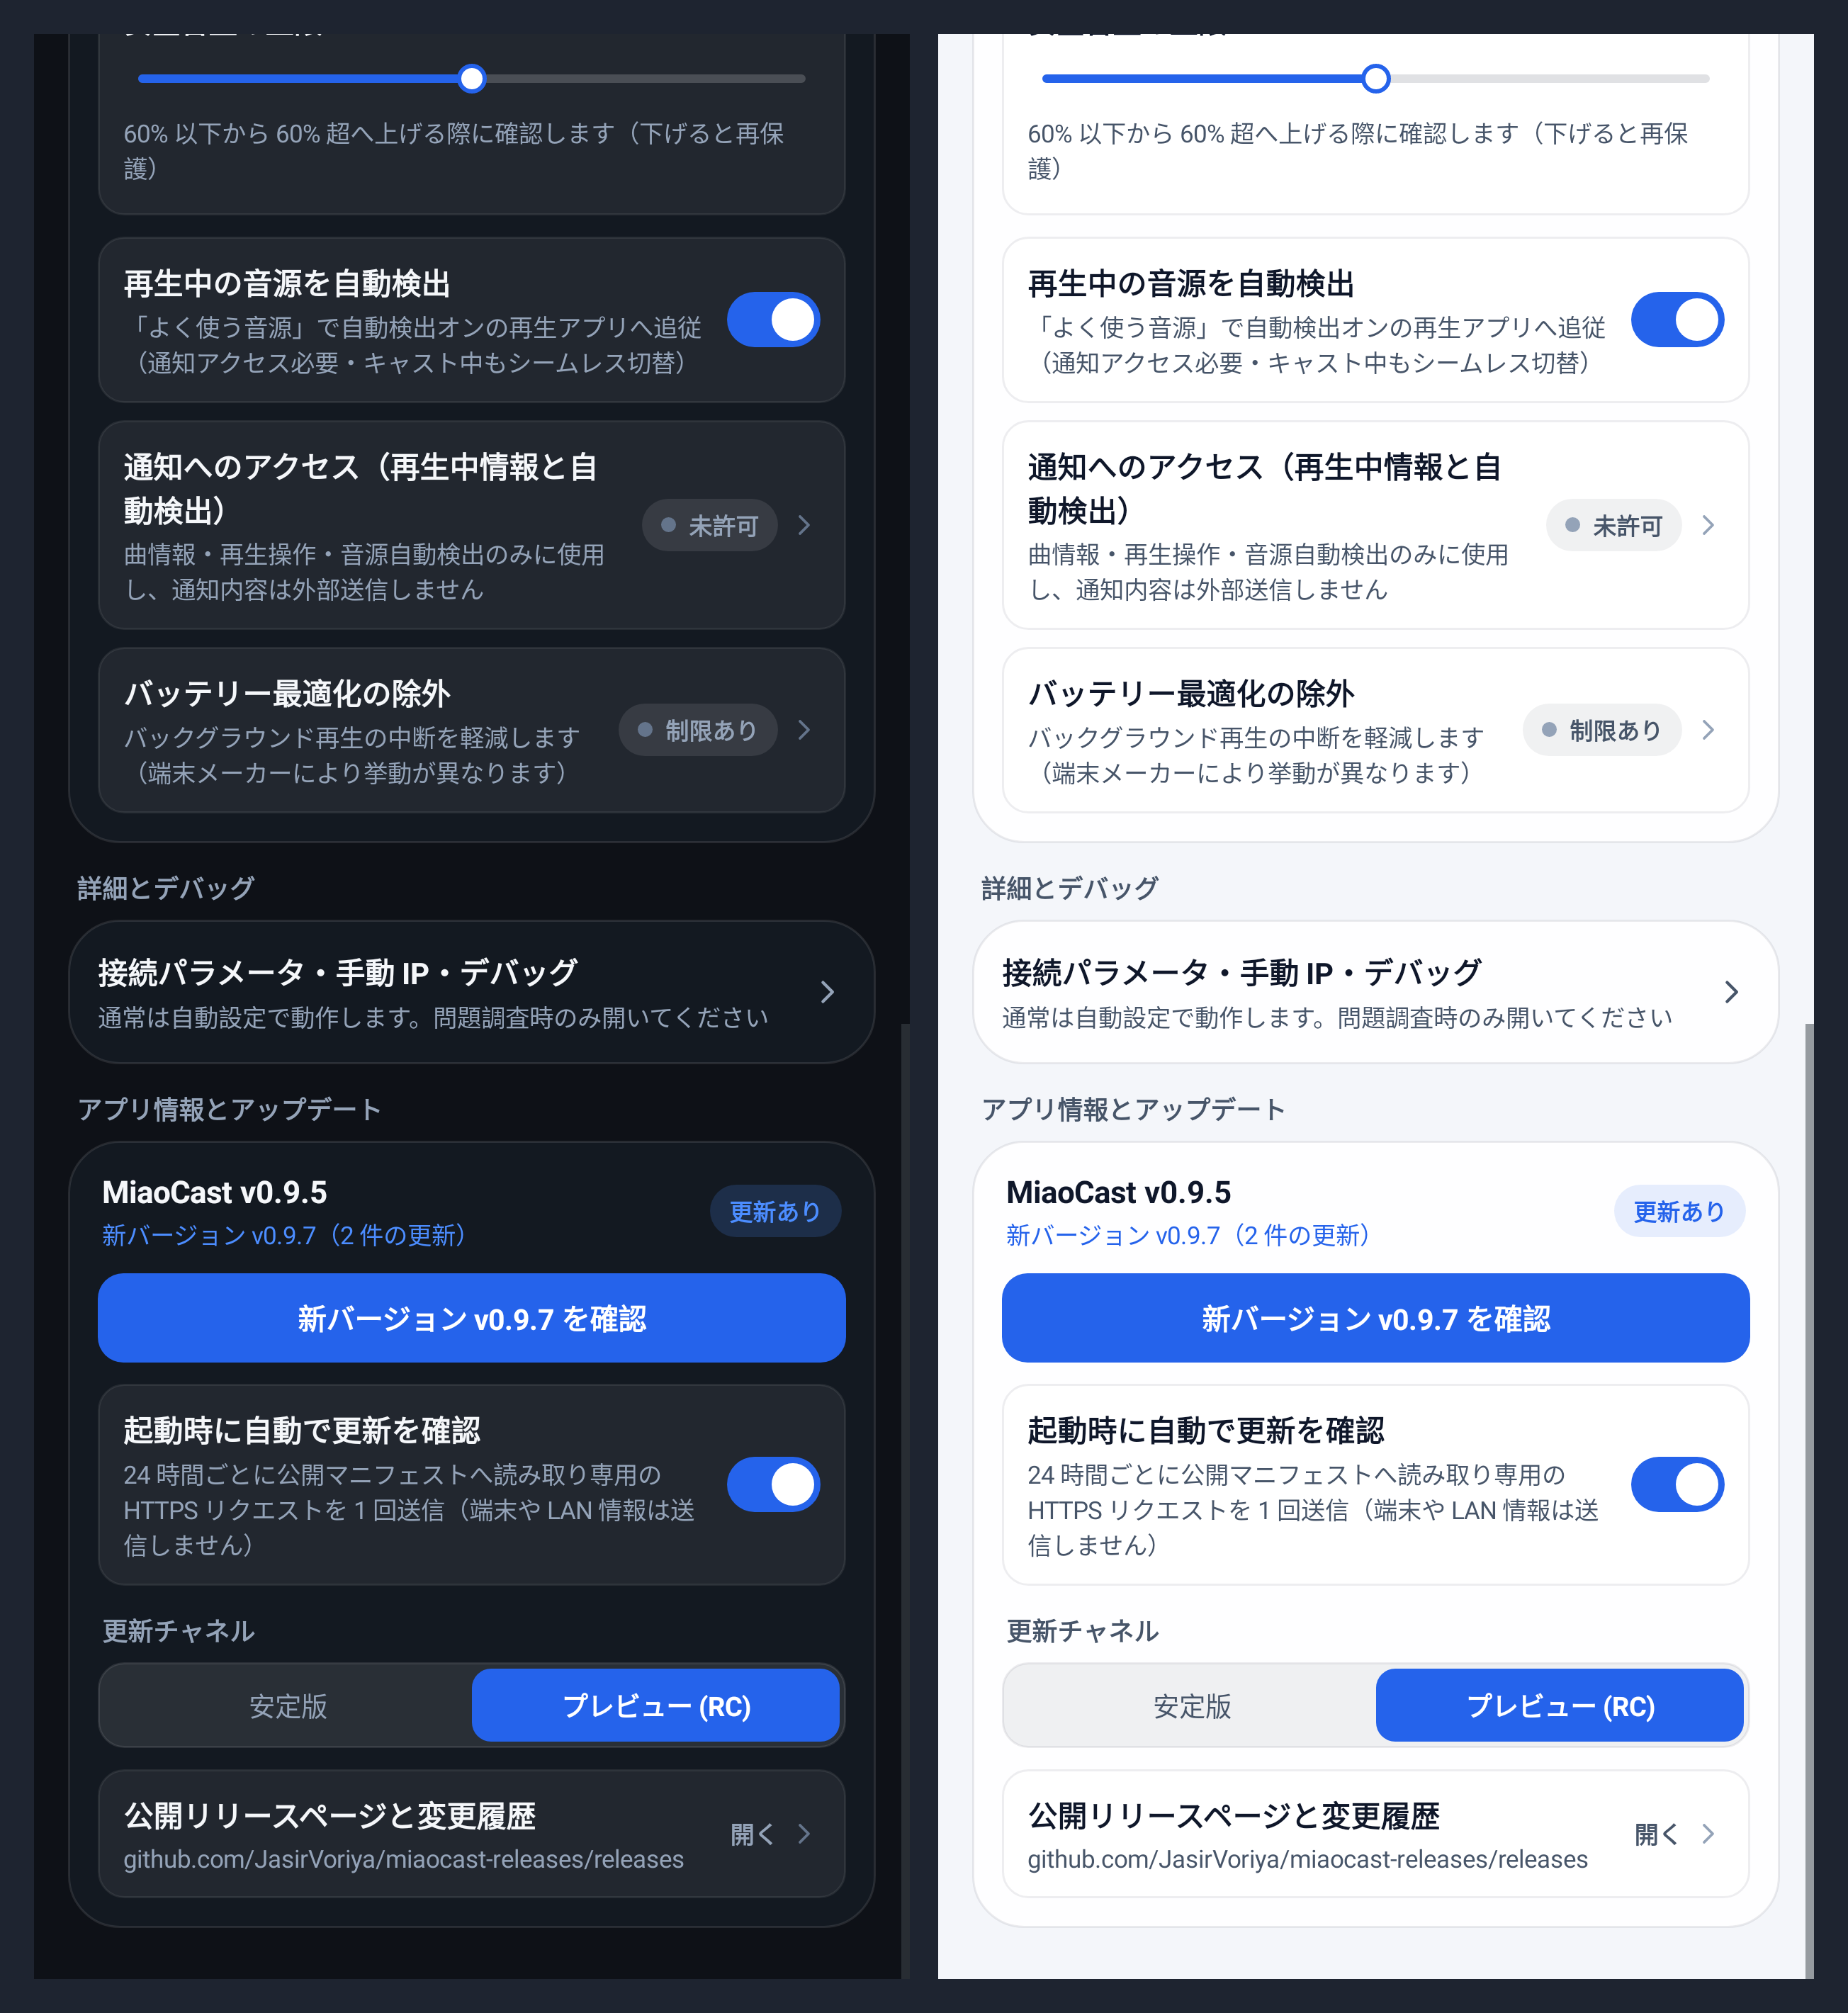 60% 以下から 60% 超へ上げる際に確認します（下げると再保
護）
再生中の音源を自動検出
「よく使う音源」で自動検出オンの再生アプリへ追従
（通知アクセス必要・キャスト中もシームレス切替）
通知へのアクセス（再生中情報と自
動検出）
曲情報・再生操作・音源自動検出のみに使用
し、通知内容は外部送信しません
未許可
バッテリー最適化の除外
バックグラウンド再生の中断を軽減します
（端末メーカーにより挙動が異なります）
制限あり
詳細とデバッグ
接続パラメータ・手動 IP・デバッグ
通常は自動設定で動作します。問題調査時のみ開いてください
アプリ情報とアップデート
MiaoCast v0.9.5
新バージョン v0.9.7（2 件の更新）
更新あり
新バージョン v0.9.7 を確認
起動時に自動で更新を確認
24 時間ごとに公開マニフェストへ読み取り専用の
HTTPS リクエストを 1 回送信（端末や LAN 情報は送
信しません）
更新チャネル
安定版
プレビュー (RC)
公開リリースページと変更履歴
github.com/JasirVoriya/miaocast-releases/releases
開く
60% 以下から 60% 超へ上げる際に確認します（下げると再保
護）
再生中の音源を自動検出
「よく使う音源」で自動検出オンの再生アプリへ追従
（通知アクセス必要・キャスト中もシームレス切替）
通知へのアクセス（再生中情報と自
動検出）
曲情報・再生操作・音源自動検出のみに使用
し、通知内容は外部送信しません
未許可
バッテリー最適化の除外
バックグラウンド再生の中断を軽減します
（端末メーカーにより挙動が異なります）
制限あり
詳細とデバッグ
接続パラメータ・手動 IP・デバッグ
通常は自動設定で動作します。問題調査時のみ開いてください
アプリ情報とアップデート
MiaoCast v0.9.5
新バージョン v0.9.7（2 件の更新）
更新あり
新バージョン v0.9.7 を確認
起動時に自動で更新を確認
24 時間ごとに公開マニフェストへ読み取り専用の
HTTPS リクエストを 1 回送信（端末や LAN 情報は送
信しません）
更新チャネル
安定版
プレビュー (RC)
公開リリースページと変更履歴
github.com/JasirVoriya/miaocast-releases/releases
開く